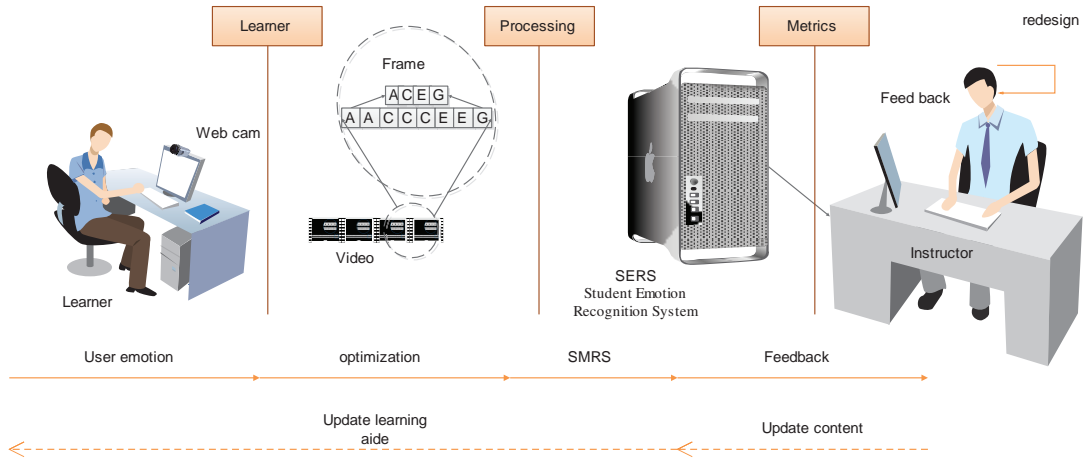 Learner
Processing
Metrics
redesign
Frame
A C E G
A A C C C E E G
Web cam
Feed back
Video
Learner
SERS
Student Emotion
Recognition System
Instructor
User emotion
optimization
SMRS
Feedback
Update learning
aide
Update content